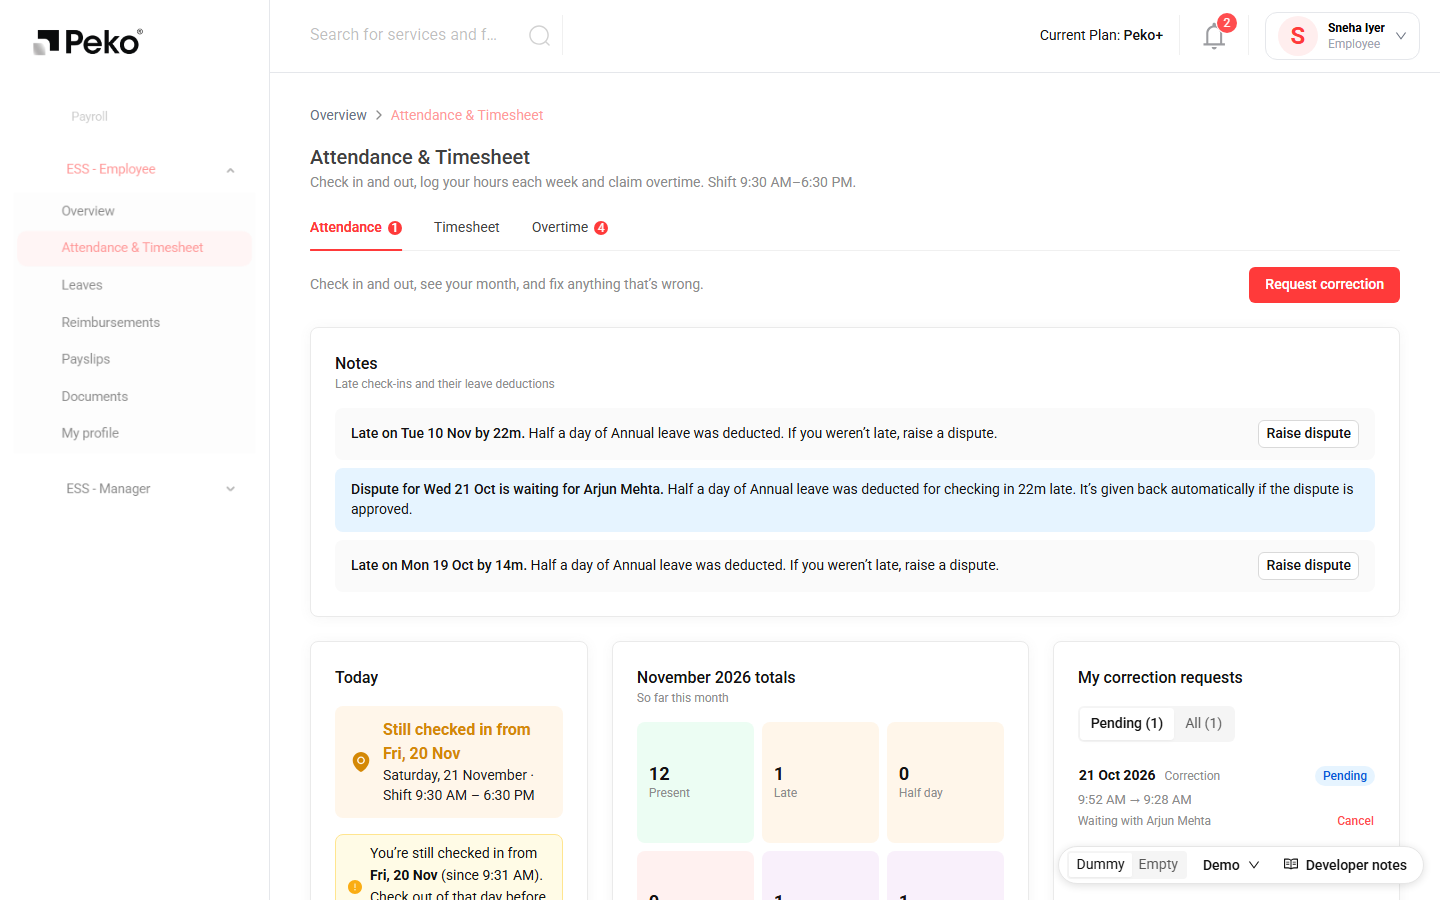 Peko®
Search for services and f...
Current Plan: Peko+
2
S
Sneha Iyer
Employee
Payroll
ESS - Employee
Overview
Attendance & Timesheet
Leaves
Reimbursements
Payslips
Documents
My profile
ESS - Manager
Overview > Attendance & Timesheet
Attendance & Timesheet
Check in and out, log your hours each week and claim overtime. Shift 9:30 AM–6:30 PM.
Attendance 1 Timesheet Overtime 4
Check in and out, see your month, and fix anything that’s wrong.
Request correction
Notes
Late check-ins and their leave deductions
Late on Tue 10 Nov by 22m. Half a day of Annual leave was deducted. If you weren’t late, raise a dispute.
Raise dispute
Dispute for Wed 21 Oct is waiting for Arjun Mehta. Half a day of Annual leave was deducted for checking in 22m late. It’s given back automatically if the dispute is
approved.
Late on Mon 19 Oct by 14m. Half a day of Annual leave was deducted. If you weren’t late, raise a dispute.
Raise dispute
Today
Still checked in from
Fri, 20 Nov
Saturday, 21 November ·
Shift 9:30 AM – 6:30 PM
You’re still checked in from
Fri, 20 Nov (since 9:31 AM).
Check out of that day before
November 2026 totals
So far this month
12
Present
1
Late
0
Half day
0
1
1
My correction requests
Pending (1) All (1)
21 Oct 2026 Correction
Pending
9:52 AM → 9:28 AM
Waiting with Arjun Mehta
Cancel
Dummy Empty Demo Developer notes